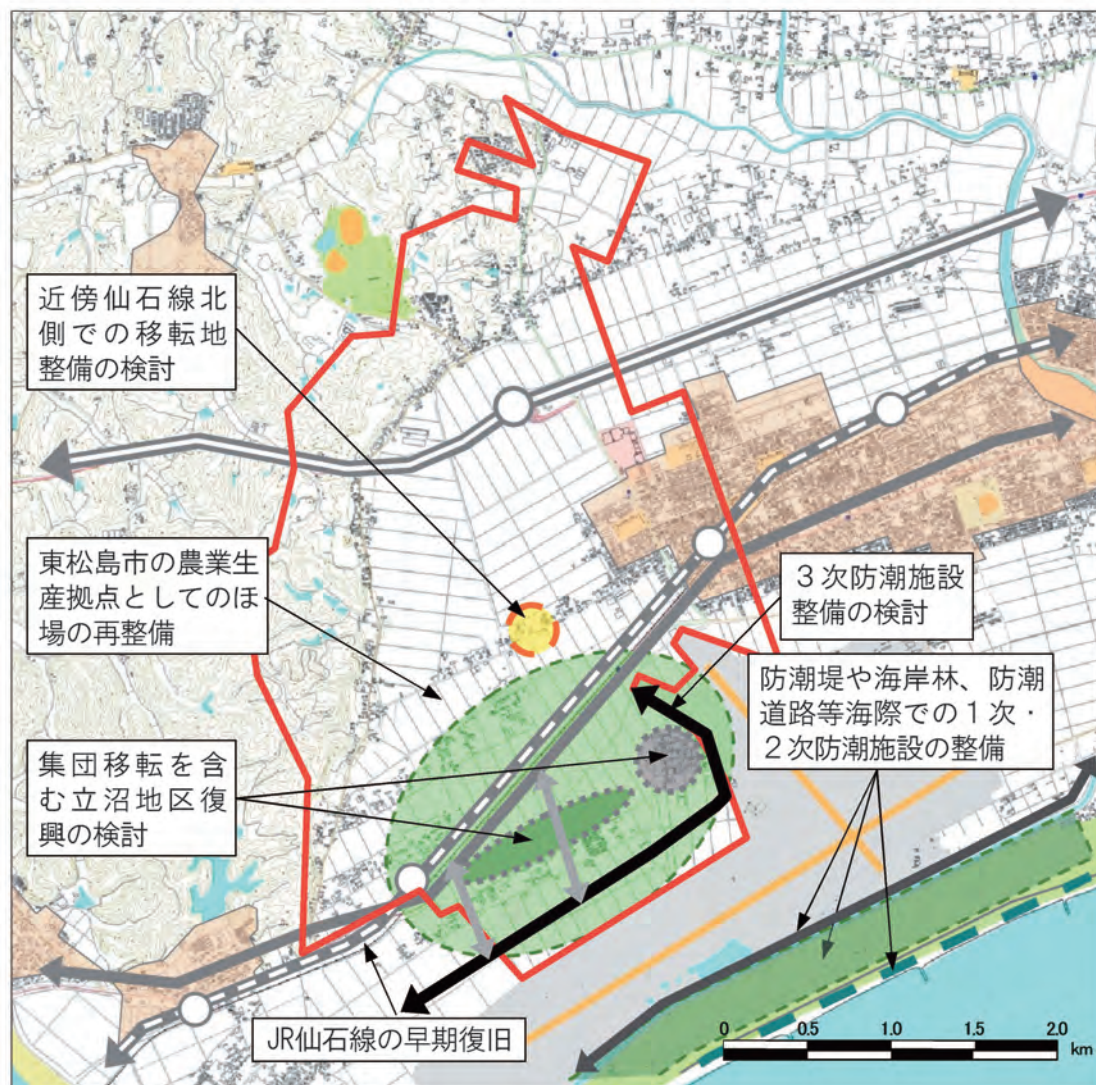 近傍仙石線北
側での移転地
整備の検討
東松島市の農業生
産拠点としてのほ
場の再整備
３次防潮施設
整備の検討
防潮堤や海岸林、防潮
道路等海際での１次・
２次防潮施設の整備
集団移転を含
む立沼地区復
興の検討
JR仙石線の早期復旧
0 0.5 1.0 1.5 2.0
km